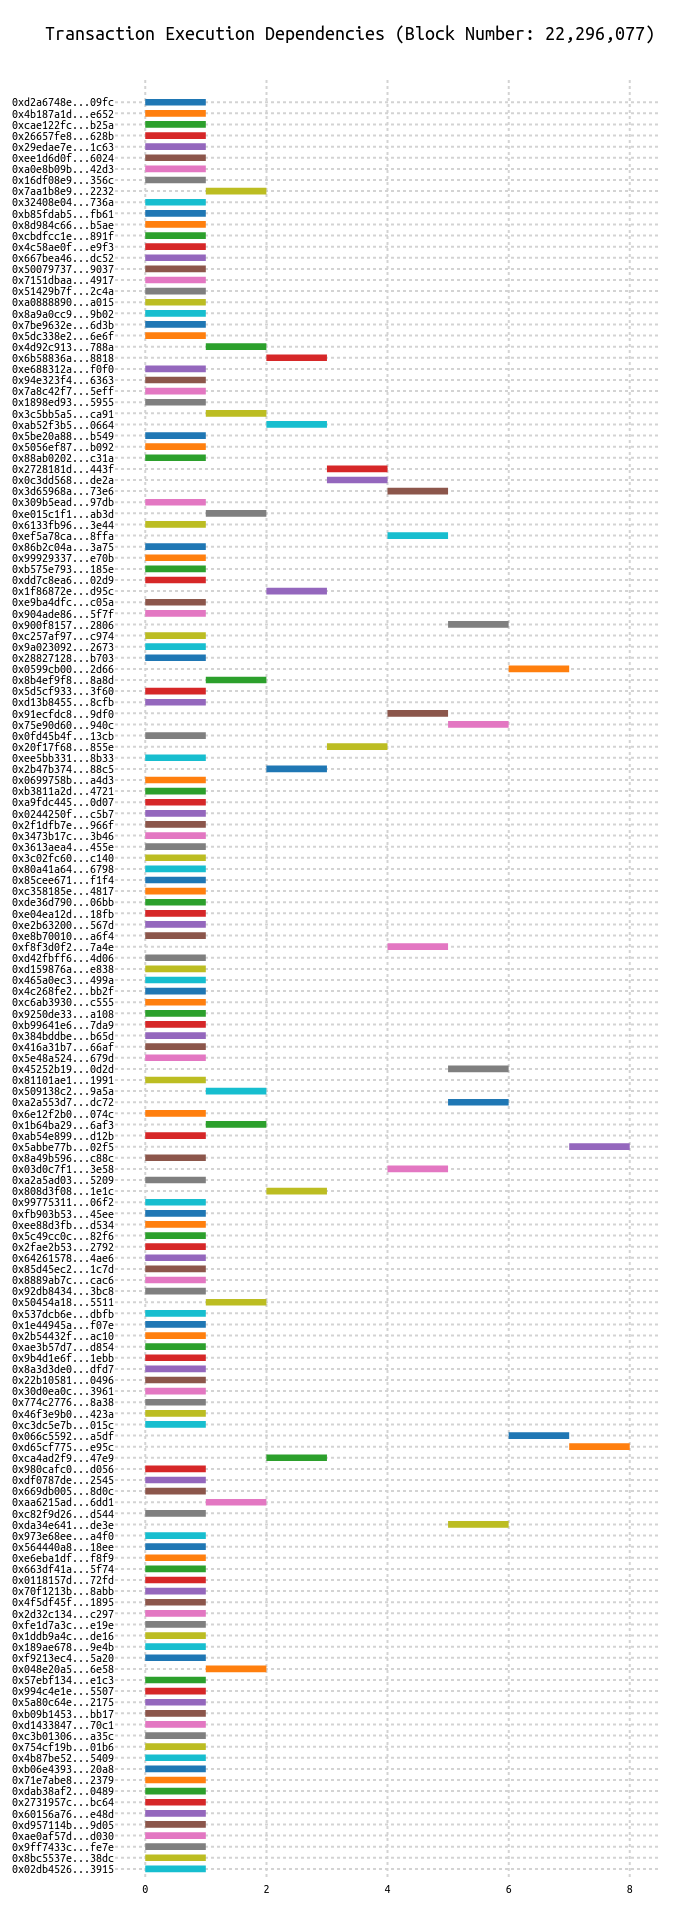 Transaction Execution Dependencies (Block Number: 22,296,077)
0xd2a6748e...09fc
0x4b187a1d...e652
0xcae122fc...b25a
0x26657fe8...628b
0x29edae7e...1c63
0xee1d6d0f...6024
0xa0e8b09b...42d3
0x16df08e9...356c
0x7aa1b8e9...2232
0x32408e04...736a
0xb85fdab5...fb61
0x8d984c66...b5ae
0xcbdfcc1e...891f
0x4c58ae0f...e9f3
0x667bea46...dc52
0x50079737...9037
0x7151dbaa...4917
0x51429b7f...2c4a
0xa0888890...a015
0x8a9a0cc9...9b02
0x7be9632e...6d3b
0x5dc338e2...6e6f
0x4d92c913...788a
0x6b58836a...8818
0xe688312a...f0f0
0x94e323f4...6363
0x7a8c42f7...5eff
0x1898ed93...5955
0x3c5bb5a5...ca91
0xab52f3b5...0664
0x5be20a88...b549
0x5056ef87...b092
0x88ab0202...c31a
0x2728181d...443f
0x0c3dd568...de2a
0x3d65968a...73e6
0x309b5ead...97db
0xe015c1f1...ab3d
0x6133fb96...3e44
0xef5a78ca...8ffa
0x86b2c04a...3a75
0x99929337...e70b
0xb575e793...185e
0xdd7c8ea6...02d9
0x1f86872e...d95c
0xe9ba4dfc...c05a
0x904ade86...5f7f
0x900f8157...2806
0xc257af97...c974
0x9a023092...2673
0x28827128...b703
0x0599cb00...2d66
0x8b4ef9f8...8a8d
0x5d5cf933...3f60
0xd13b8455...8cfb
0x91ecfdc8...9df0
0x75e90d60...940c
0x0fd45b4f...13cb
0x20f17f68...855e
0xee5bb331...8b33
0x2b47b374...88c5
0x0699758b...a4d3
0xb3811a2d...4721
0xa9fdc445...0d07
0x0244250f...c5b7
0x2f1dfb7e...966f
0x3473b17c...3b46
0x3613aea4...455e
0x3c02fc60...c140
0x80a41a64...6798
0x85cee671...f1f4
0xc358185e...4817
0xde36d790...06bb
0xe04ea12d...18fb
0xe2b63200...567d
0xe8b70010...a6f4
0xf8f3d0f2...7a4e
0xd42fbff6...4d06
0xd159876a...e838
0x465a0ec3...499a
0x4c268fe2...bb2f
0xc6ab3930...c555
0x9250de33...a108
0xb99641e6...7da9
0x384bddbe...b65d
0x416a31b7...66af
0x5e48a524...679d
0x45252b19...0d2d
0x81101ae1...1991
0x509138c2...9a5a
0xa2a553d7...dc72
0x6e12f2b0...074c
0x1b64ba29...6af3
0xab54e899...d12b
0x5abbe77b...02f5
0x8a49b596...c88c
0x03d0c7f1...3e58
0xa2a5ad03...5209
0x808d3f08...1e1c
0x99775311...06f2
0xfb903b53...45ee
0xee88d3fb...d534
0x5c49cc0c...82f6
0x2fae2b53...2792
0x64261578...4ae6
0x85d45ec2...1c7d
0x8889ab7c...cac6
0x92db8434...3bc8
0x50454a18...5511
0x537dcb6e...dbfb
0x1e44945a...f07e
0x2b54432f...ac10
0xae3b57d7...d854
0x9b4d1e6f...1ebb
0x8a3d3de0...dfd7
0x22b10581...0496
0x30d0ea0c...3961
0x774c2776...8a38
0x46f3e9b0...423a
0xc3dc5e7b...015c
0x066c5592...a5df
0xd65cf775...e95c
0xca4ad2f9...47e9
0x980cafc0...d056
0xdf0787de...2545
0x669db005...8d0c
0xaa6215ad...6dd1
0xc82f9d26...d544
0xda34e641...de3e
0x973e68ee...a4f0
0x564440a8...18ee
0xe6eba1df...f8f9
0x663df41a...5f74
0x0118157d...72fd
0x70f1213b...8abb
0x4f5df45f...1895
0x2d32c134...c297
0xfe1d7a3c...e19e
0x1ddb9a4c...de16
0x189ae678...9e4b
0xf9213ec4...5a20
0x048e20a5...6e58
0x57ebf134...e1c3
0x994c4e1e...5507
0x5a80c64e...2175
0xb09b1453...bb17
0xd1433847...70c1
0xc3b01306...a35c
0x754cf19b...01b6
0x4b87be52...5409
0xb06e4393...20a8
0x71e7abe8...2379
0xdab38af2...0489
0x2731957c...bc64
0x60156a76...e48d
0xd957114b...9d05
0xae0af57d...d030
0x9ff7433c...fe7e
0x8bc5537e...38dc
0x02db4526...3915
0 2 4 6 8